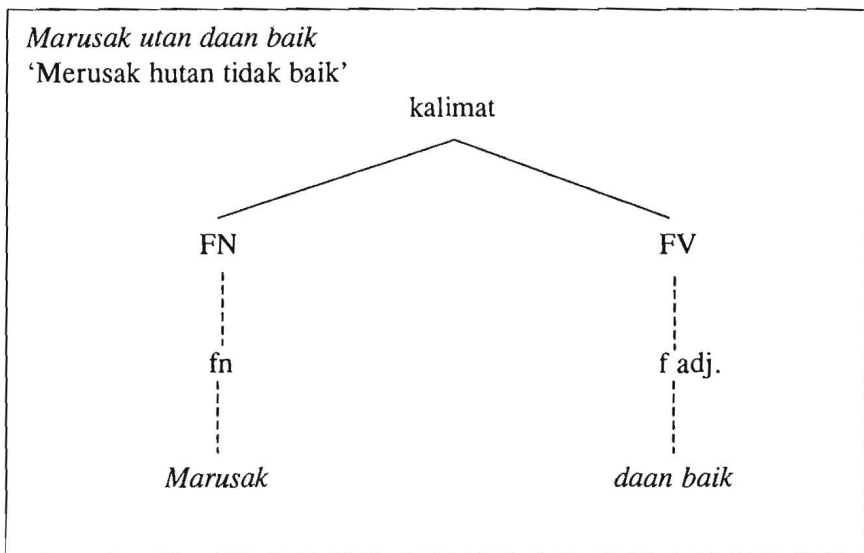 Marusak utan daan baik
‘Merusak hutan tidak baik’
kalimat
FN FV
fn f adj.
Marusak daan baik